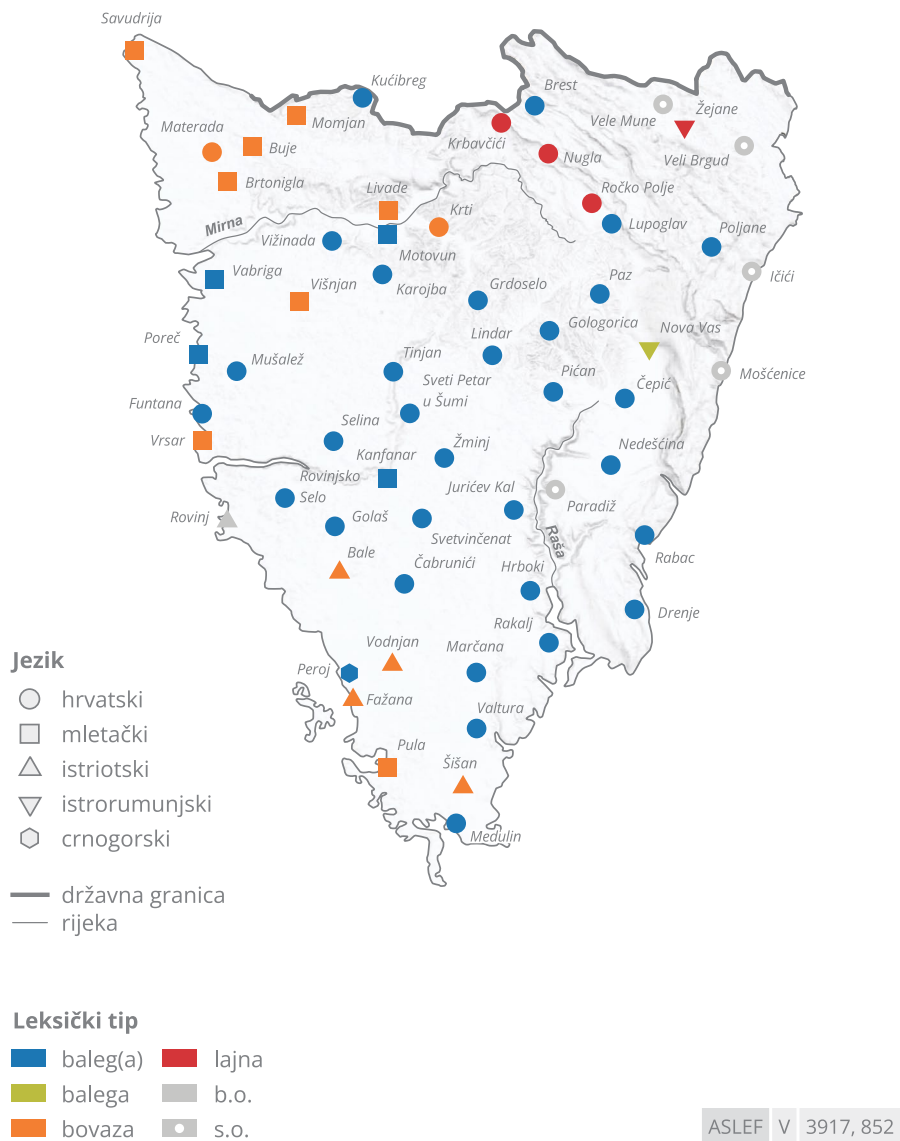 Savudrija
Kućibreg
Brest
Momjan
Vele Mune
Žejane
Materada
Buje
Krbavčići
Nugla
Veli Brgud
Brtonigla
Livade
Krti
Ročko Polje
Mirna
Lupoglav
Poljane
Vižinada
Motovun
Vabriga
Višnjan
Karojba
Grdoselo
Paz
Ičići
Gologorica
Nova Vas
Poreč
Lindar
Mušalež
Tinjan
Pićan
Čepić
Mošćenice
Sveti Petar
u Šumi
Funtana
Selina
Vrsar
Kanfanar
Žminj
Nedešćina
Rovinjsko
Selo
Jurićev Kal
Paradiž
Rovinj
Golaš
Svetvinčenat
Raša
Bale
Čabrunići
Hrboki
Rabac
Drenje
Rakalj
Vodnjan
Marčana
Peroj
Fažana
Valtura
Pula
Šišan
Medulin
Jezik
hrvatski
mletački
istriotski
istrorumunjski
crnogorski
državna granica
rijeka
Leksički tip
baleg(a)
lajna
balega
b.o.
bovaza
s.o.
ASLEF V 3917, 852